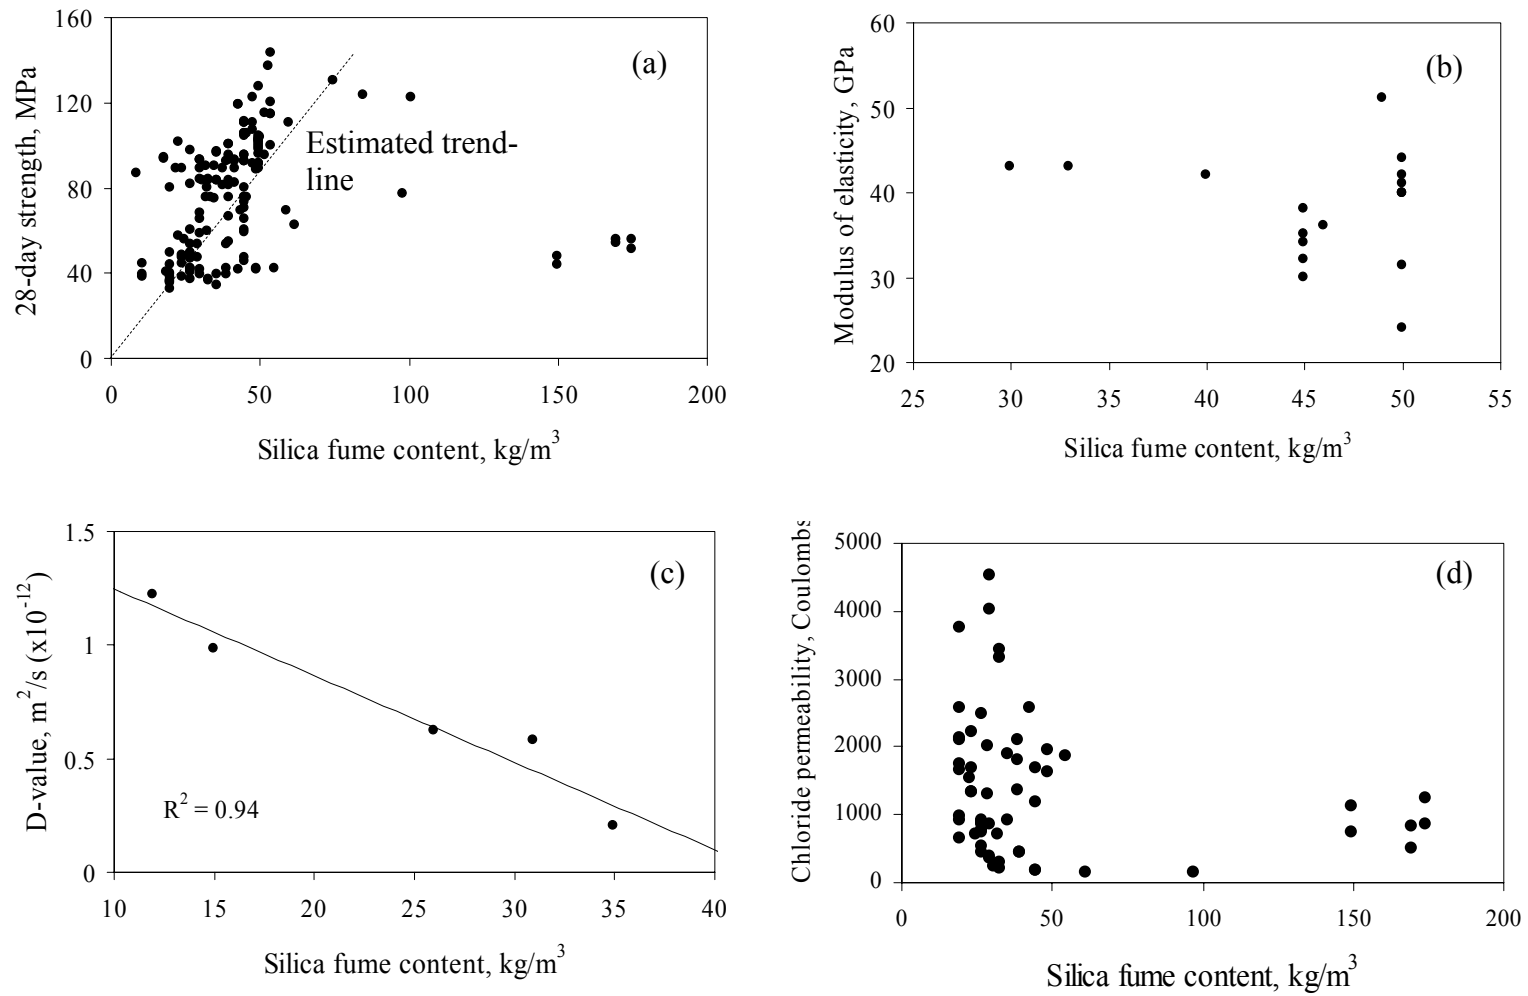 (a)
28-day strength, MPa
160
120
80
40
0
Estimated trend-
line
0 50 100 150 200
Silica fume content, kg/m³
(b)
Modulus of elasticity, GPa
60
50
40
30
20
25 30 35 40 45 50 55
Silica fume content, kg/m³
(c)
D-value, m²/s (x10⁻¹²)
1.5
1
0.5
0
R² = 0.94
10 15 20 25 30 35 40
Silica fume content, kg/m³
(d)
Chloride permeability, Coulombs
5000
4000
3000
2000
1000
0
0 50 100 150 200
Silica fume content, kg/m³